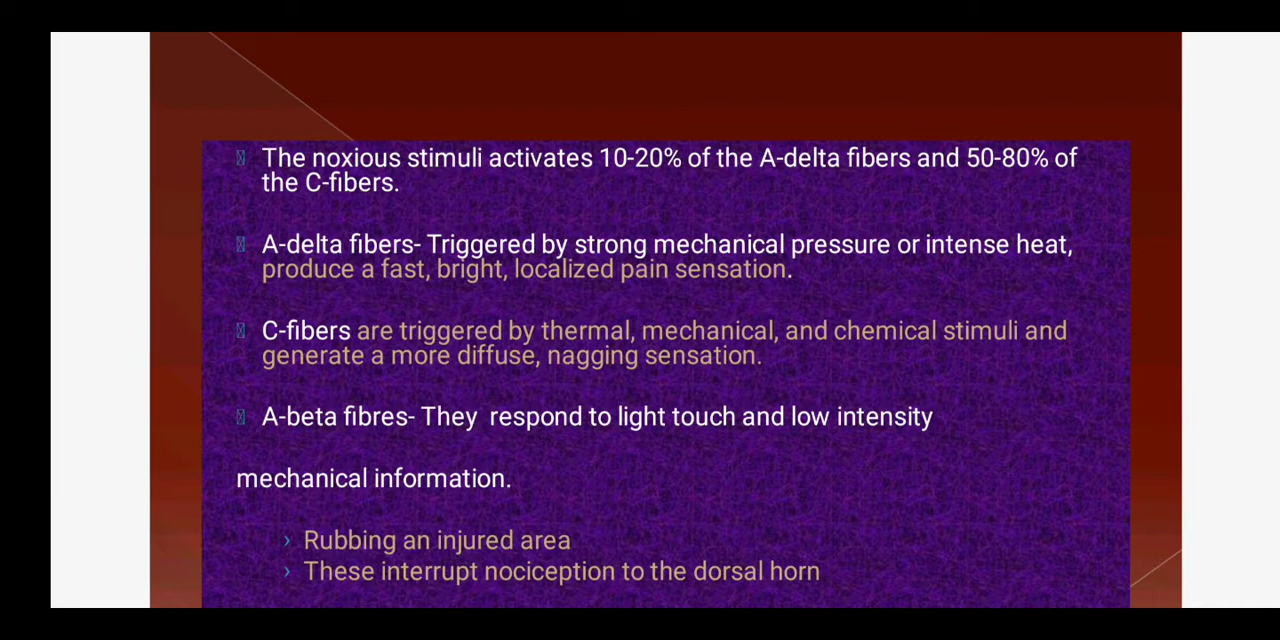 The noxious stimuli activates 10-20% of the A-delta fibers and 50-80% of
the C-fibers.
A-delta fibers- Triggered by strong mechanical pressure or intense heat,
produce a fast, bright, localized pain sensation.
C-fibers are triggered by thermal, mechanical, and chemical stimuli and
generate a more diffuse, nagging sensation.
A-beta fibres- They  respond to light touch and low intensity
mechanical information.
› Rubbing an injured area
› These interrupt nociception to the dorsal horn